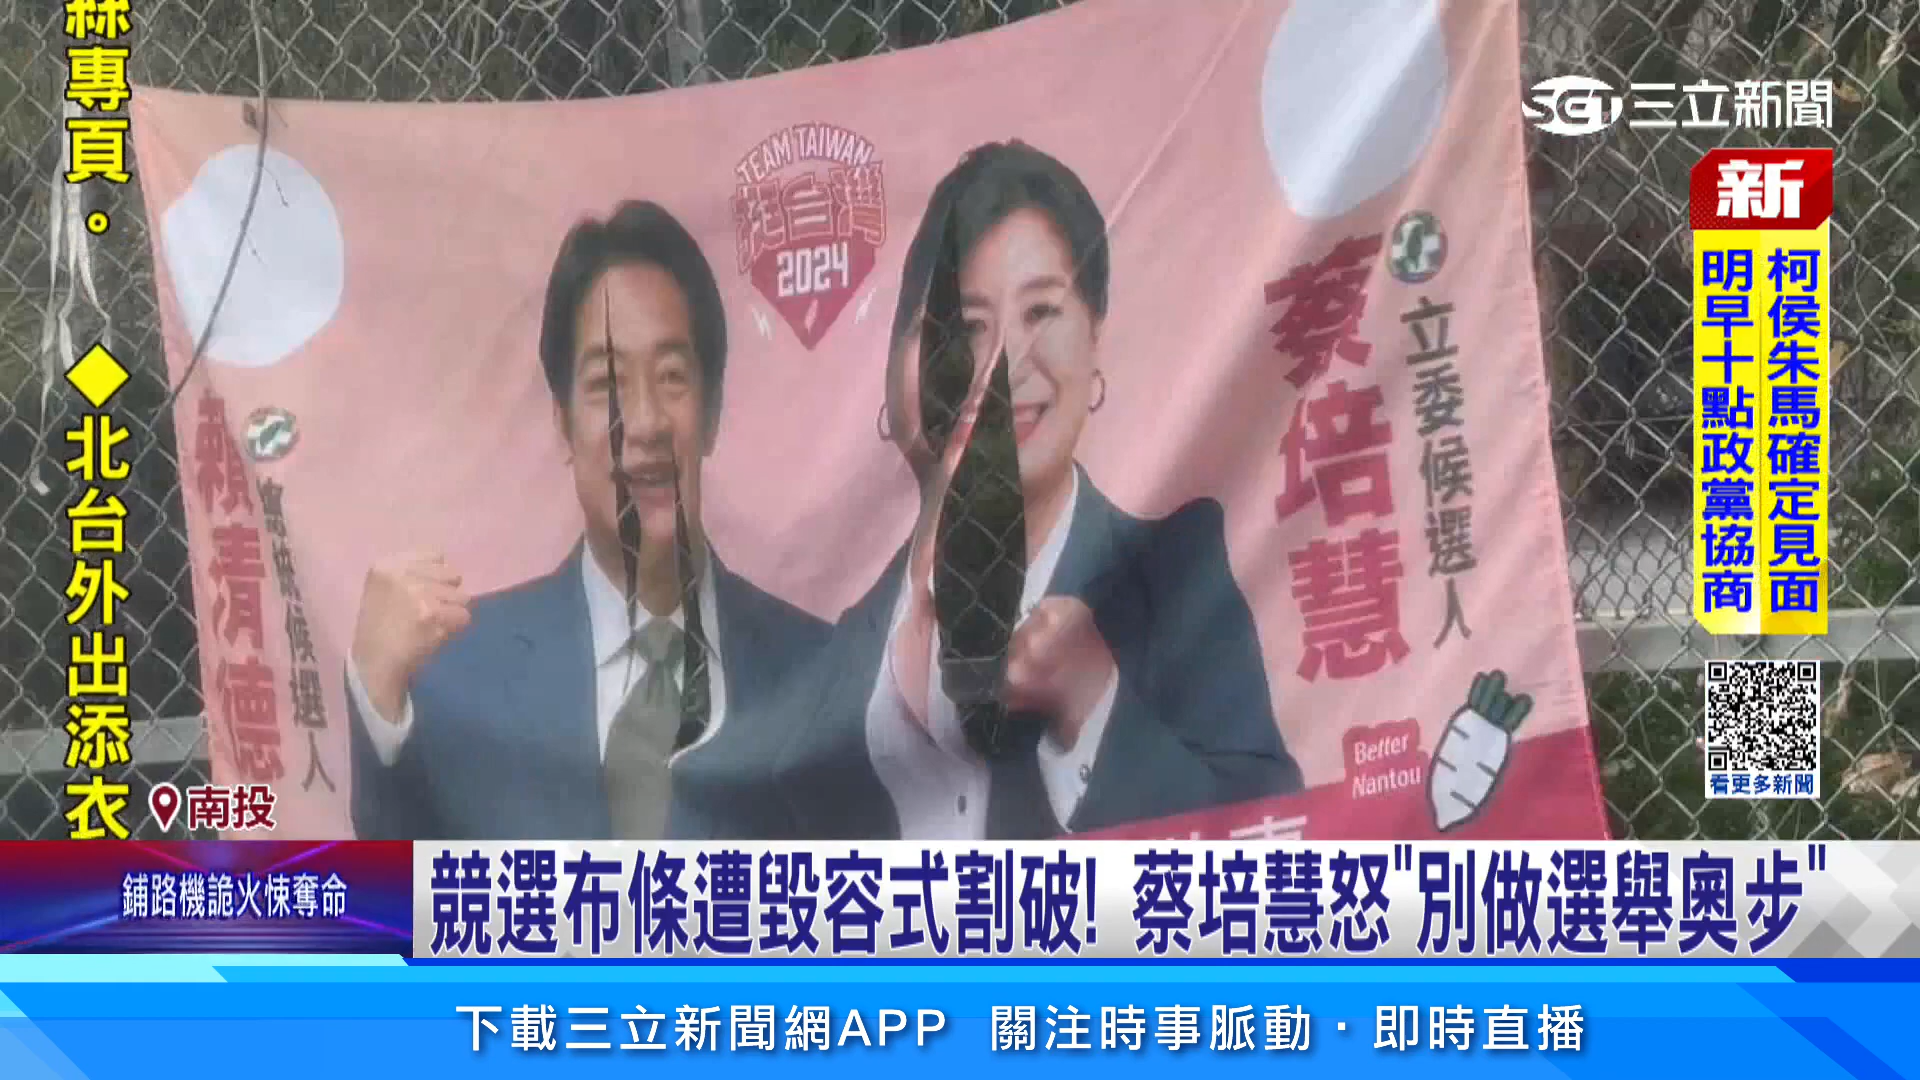 絲專頁。◆北台外出添衣
SET三立新聞
新
柯侯朱馬確定見面
明早十點政黨協商
看更多新聞
TEAM TAIWAN
挺台灣
2024
賴清德
總統候選人
立委候選人
蔡培慧
Better
Nantou
南投
鋪路機詭火悚奪命
競選布條遭毀容式割破! 蔡培慧怒"別做選舉奧步"
下載三立新聞網APP 關注時事脈動·即時直播